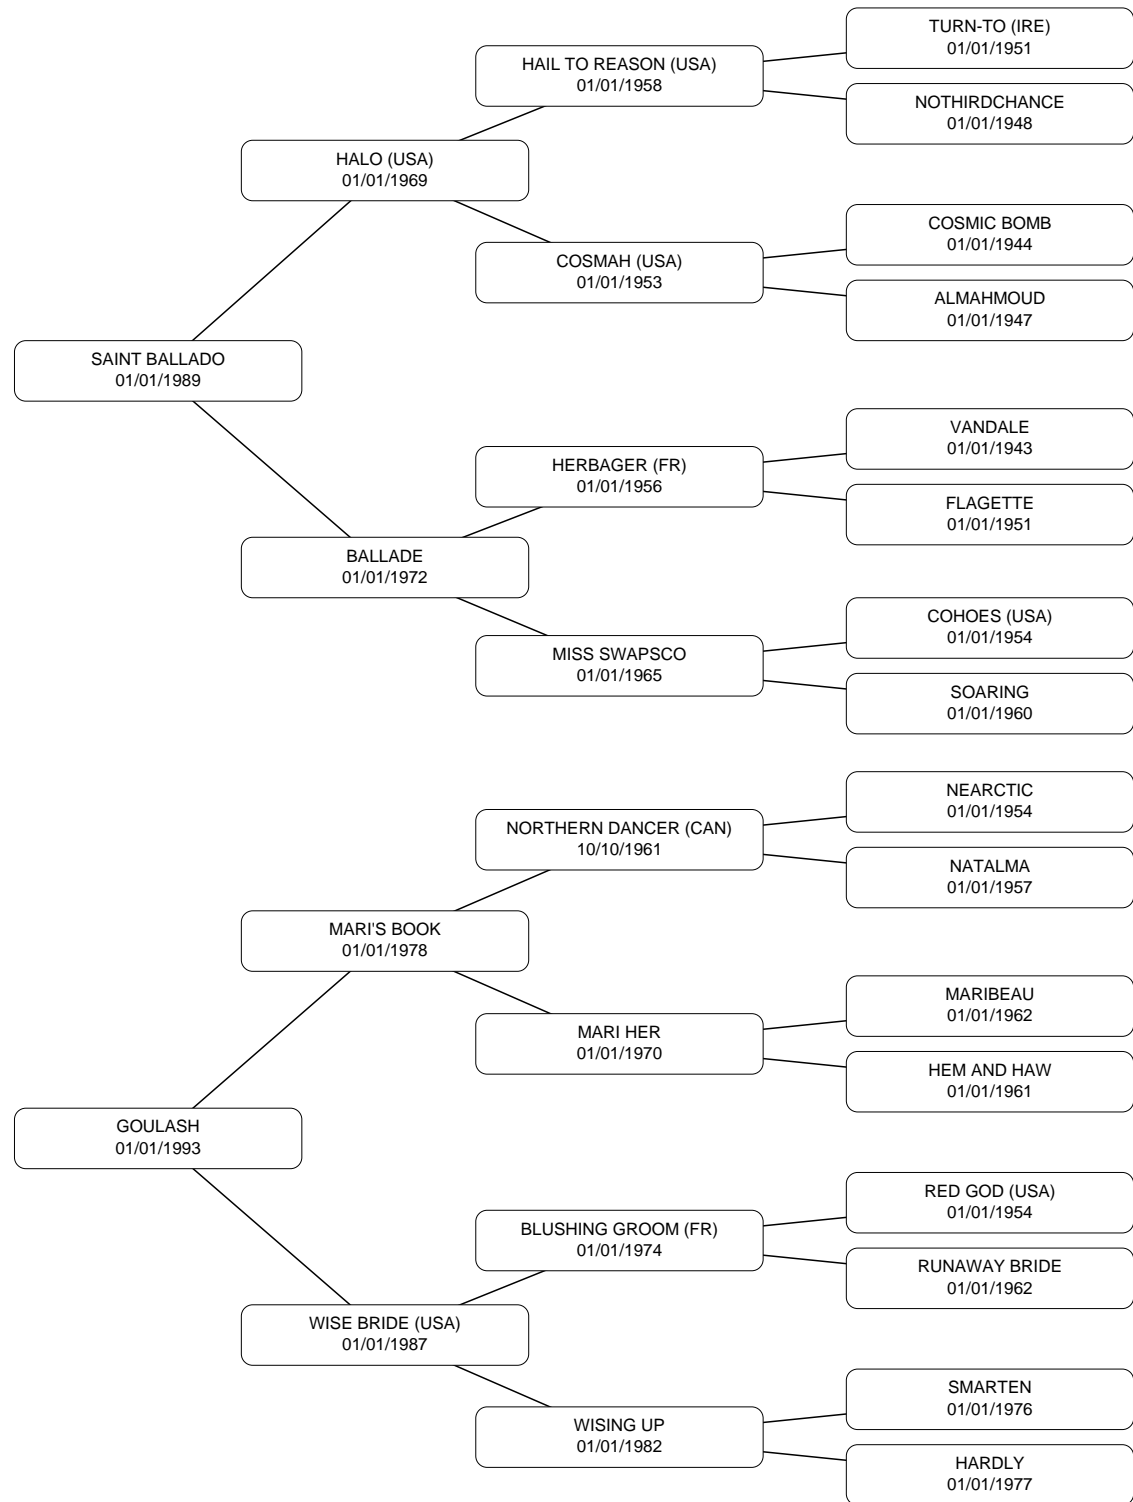 TURN-TO (IRE)
01/01/1951
HAIL TO REASON (USA)
01/01/1958
NOTHIRDCHANCE
01/01/1948
HALO (USA)
01/01/1969
COSMIC BOMB
01/01/1944
COSMAH (USA)
01/01/1953
ALMAHMOUD
01/01/1947
SAINT BALLADO
01/01/1989
VANDALE
01/01/1943
HERBAGER (FR)
01/01/1956
FLAGETTE
01/01/1951
BALLADE
01/01/1972
COHOES (USA)
01/01/1954
MISS SWAPSCO
01/01/1965
SOARING
01/01/1960
NEARCTIC
01/01/1954
NORTHERN DANCER (CAN)
10/10/1961
NATALMA
01/01/1957
MARI'S BOOK
01/01/1978
MARIBEAU
01/01/1962
MARI HER
01/01/1970
HEM AND HAW
01/01/1961
GOULASH
01/01/1993
RED GOD (USA)
01/01/1954
BLUSHING GROOM (FR)
01/01/1974
RUNAWAY BRIDE
01/01/1962
WISE BRIDE (USA)
01/01/1987
SMARTEN
01/01/1976
WISING UP
01/01/1982
HARDLY
01/01/1977